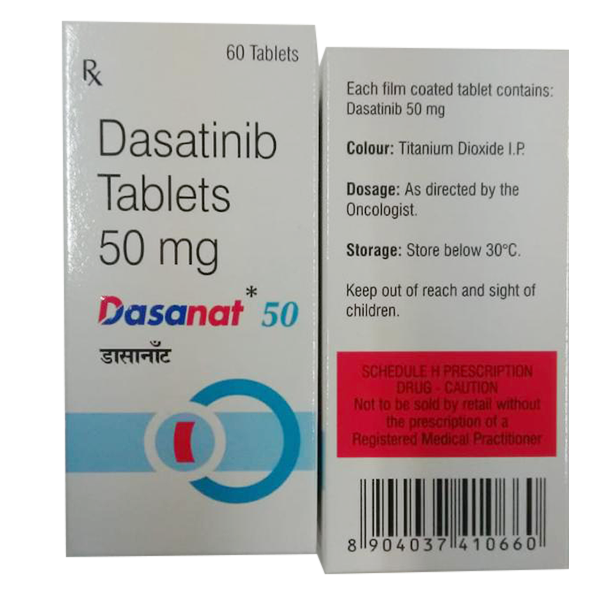 Rx
60 Tablets
Dasatinib
Tablets
50 mg
Dasanat* 50
डासानॉट
Each film coated tablet contains:
Dasatinib 50 mg
Colour: Titanium Dioxide I.P.
Dosage: As directed by the
Oncologist.
Storage: Store below 30°C.
Keep out of reach and sight of
children.
SCHEDULE H PRESCRIPTION
DRUG - CAUTION
Not to be sold by retail without
the prescription of a
Registered Medical Practitioner
8 904037 410660